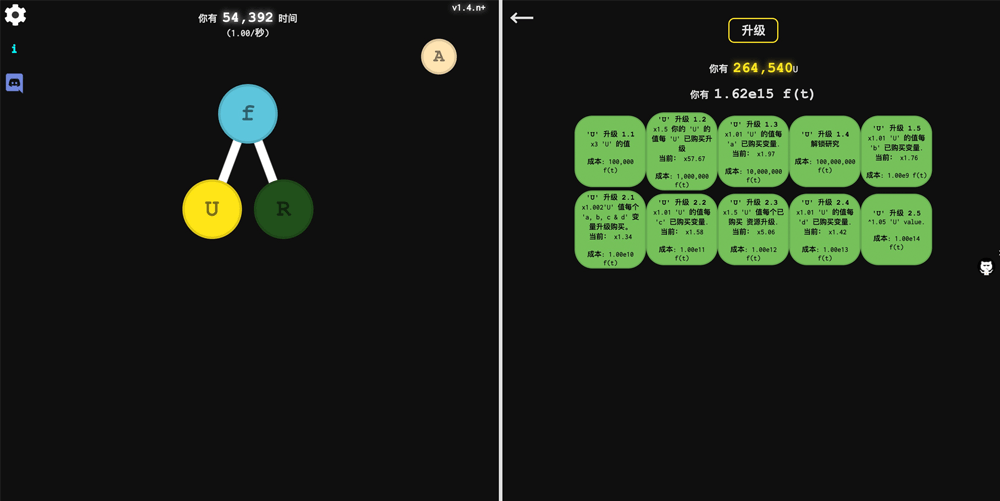 v1.4.n+
你有 54,392 时间
(1.00/秒)
i
A
f
U
R
升级
你有 264,540U
你有 1.62e15 f(t)
'U' 升级 1.1
x3 'U' 的值
成本: 100,000
f(t)
'U' 升级 1.2
x1.5 你的 'U' 的
值每 'U' 已购买升
级
当前: x57.67
成本: 1,000,000
f(t)
'U' 升级 1.3
x1.01 'U' 的值每
'a' 已购买变量.
当前: x1.97
成本: 10,000,000
f(t)
'U' 升级 1.4
解锁研究
成本: 100,000,000
f(t)
'U' 升级 1.5
x1.01 'U' 的值每
'b' 已购买变量.
当前: x1.76
成本: 1.00e9 f(t)
'U' 升级 2.1
x1.002'U' 值每个
'a, b, c & d' 变
量升级购买。
当前: x1.34
成本: 1.00e10
f(t)
'U' 升级 2.2
x1.01 'U' 的值每
'c' 已购买变量.
当前: x1.58
成本: 1.00e11
f(t)
'U' 升级 2.3
x1.5 'U' 值每个已
购买 资源升级.
当前: x5.06
成本: 1.00e12
f(t)
'U' 升级 2.4
x1.01 'U' 的值每
'd' 已购买变量.
当前: x1.42
成本: 1.00e13
f(t)
'U' 升级 2.5
^1.05 'U' value.
成本: 1.00e14
f(t)